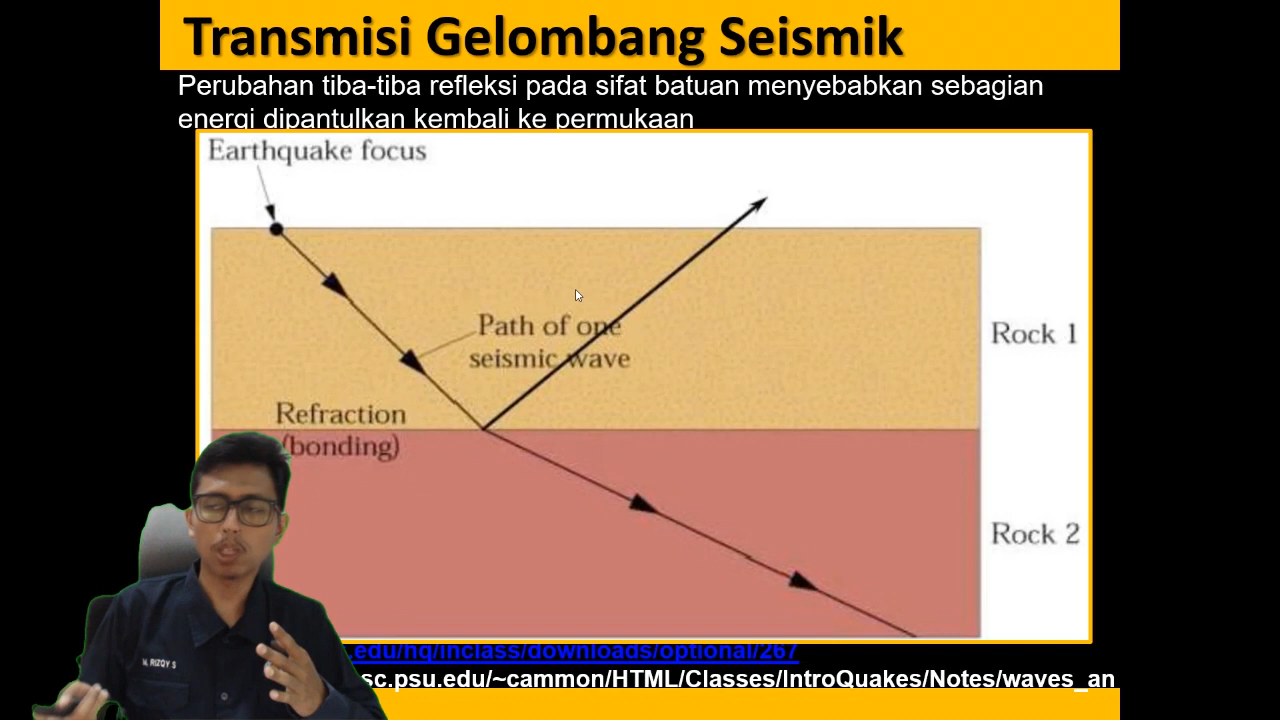 Transmisi Gelombang Seismik
Perubahan tiba-tiba refleksi pada sifat batuan menyebabkan sebagian
energi dipantulkan kembali ke permukaan
Earthquake focus
Path of one
seismic wave
Rock 1
Refraction
(bonding)
Rock 2
M. RIZQY S
.edu/hq/inclass/downloads/optional/267
sc.psu.edu/~cammon/HTML/Classes/IntroQuakes/Notes/waves_an